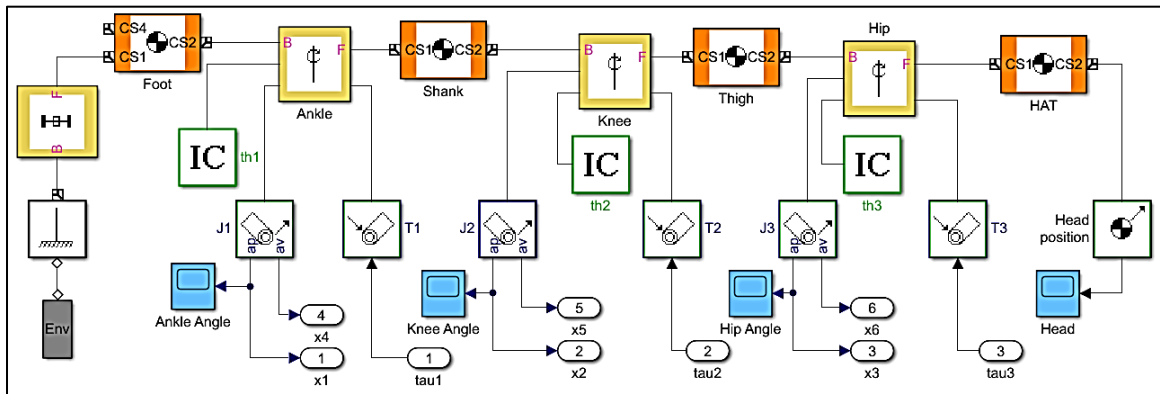 CS4
CS1
CS2
Foot
B
F
Ankle
CS1
CS2
Shank
B
F
Knee
CS1
CS2
Thigh
Hip
B
F
CS1
CS2
HAT
F
B
IC
th1
IC
th2
IC
th3
J1
ap
av
T1
J2
ap
av
T2
J3
ap
av
T3
Head
position
Env
Ankle Angle
4
x4
1
x1
1
tau1
Knee Angle
5
x5
2
x2
2
tau2
Hip Angle
6
x6
3
x3
3
tau3
Head